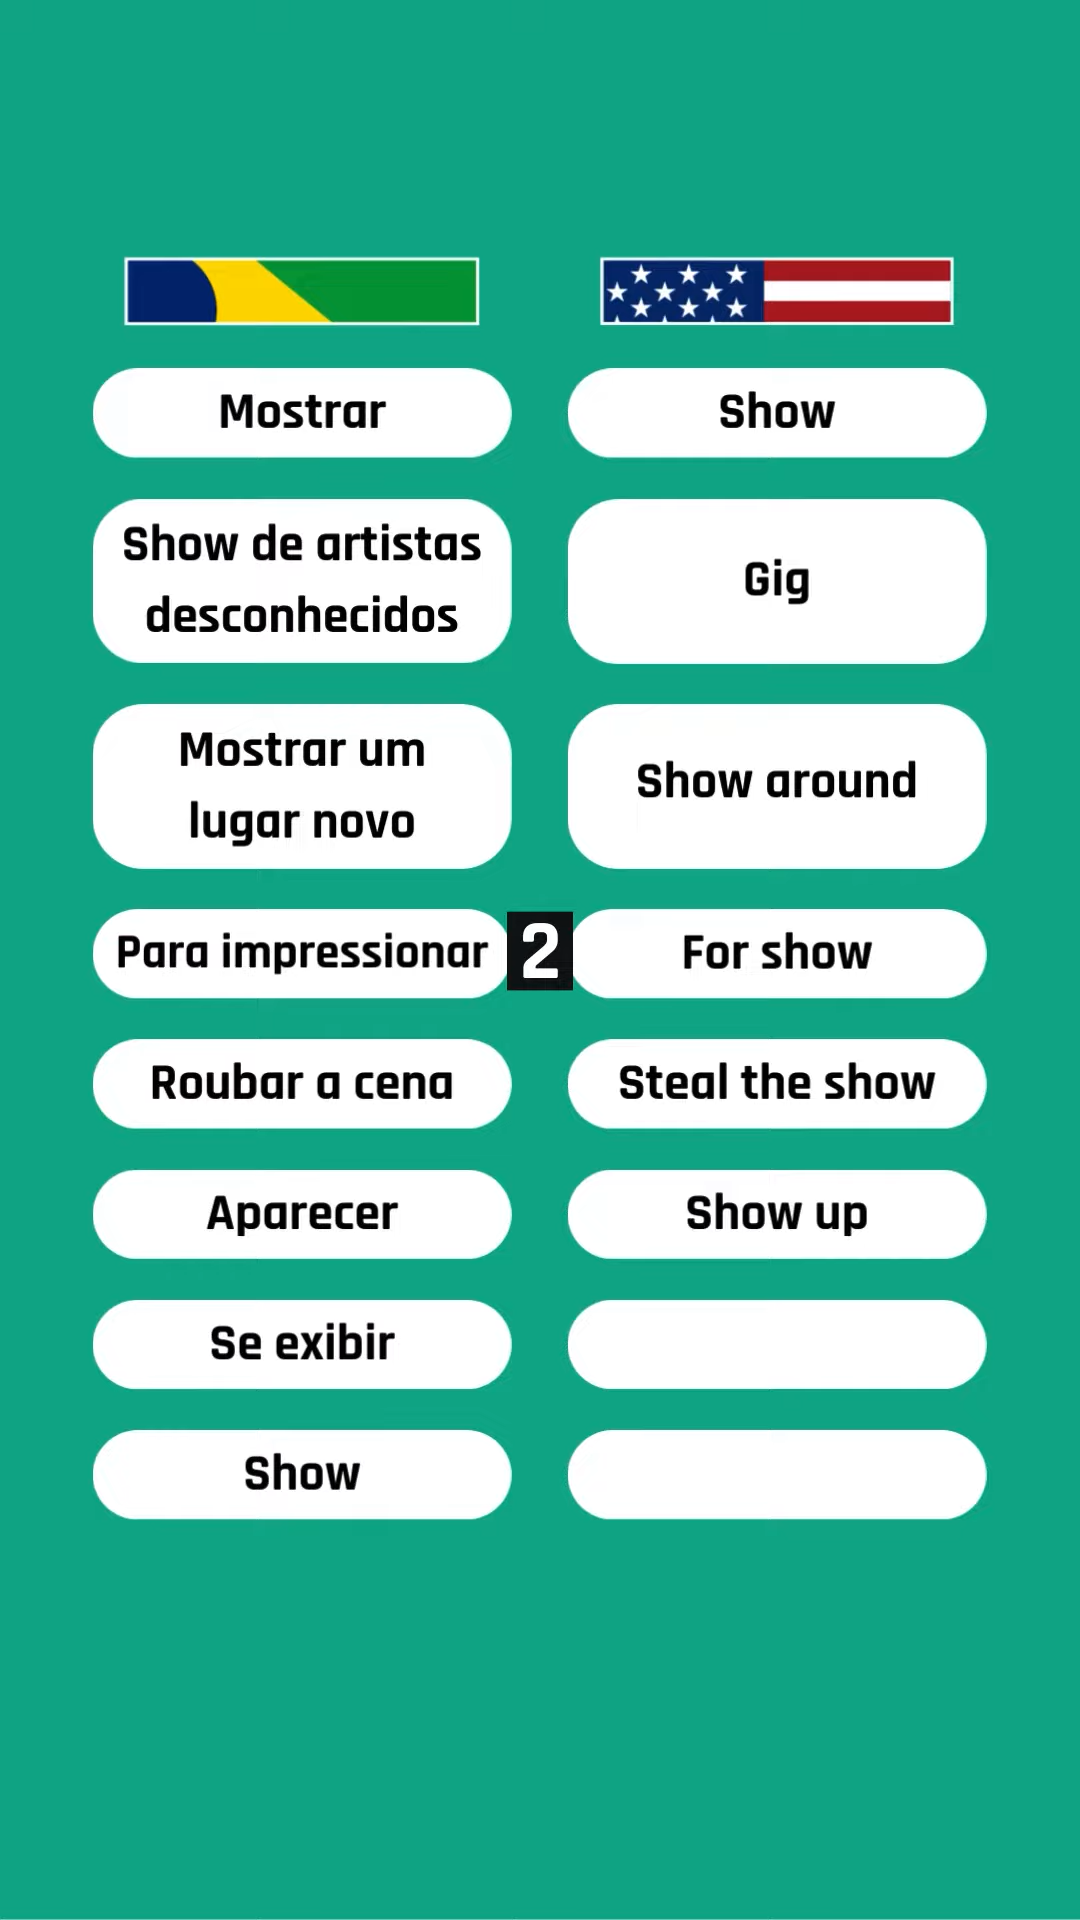 Mostrar
Show
Show de artistas
desconhecidos
Gig
Mostrar um
lugar novo
Show around
Para impressionar
2
For show
Roubar a cena
Steal the show
Aparecer
Show up
Se exibir
Show